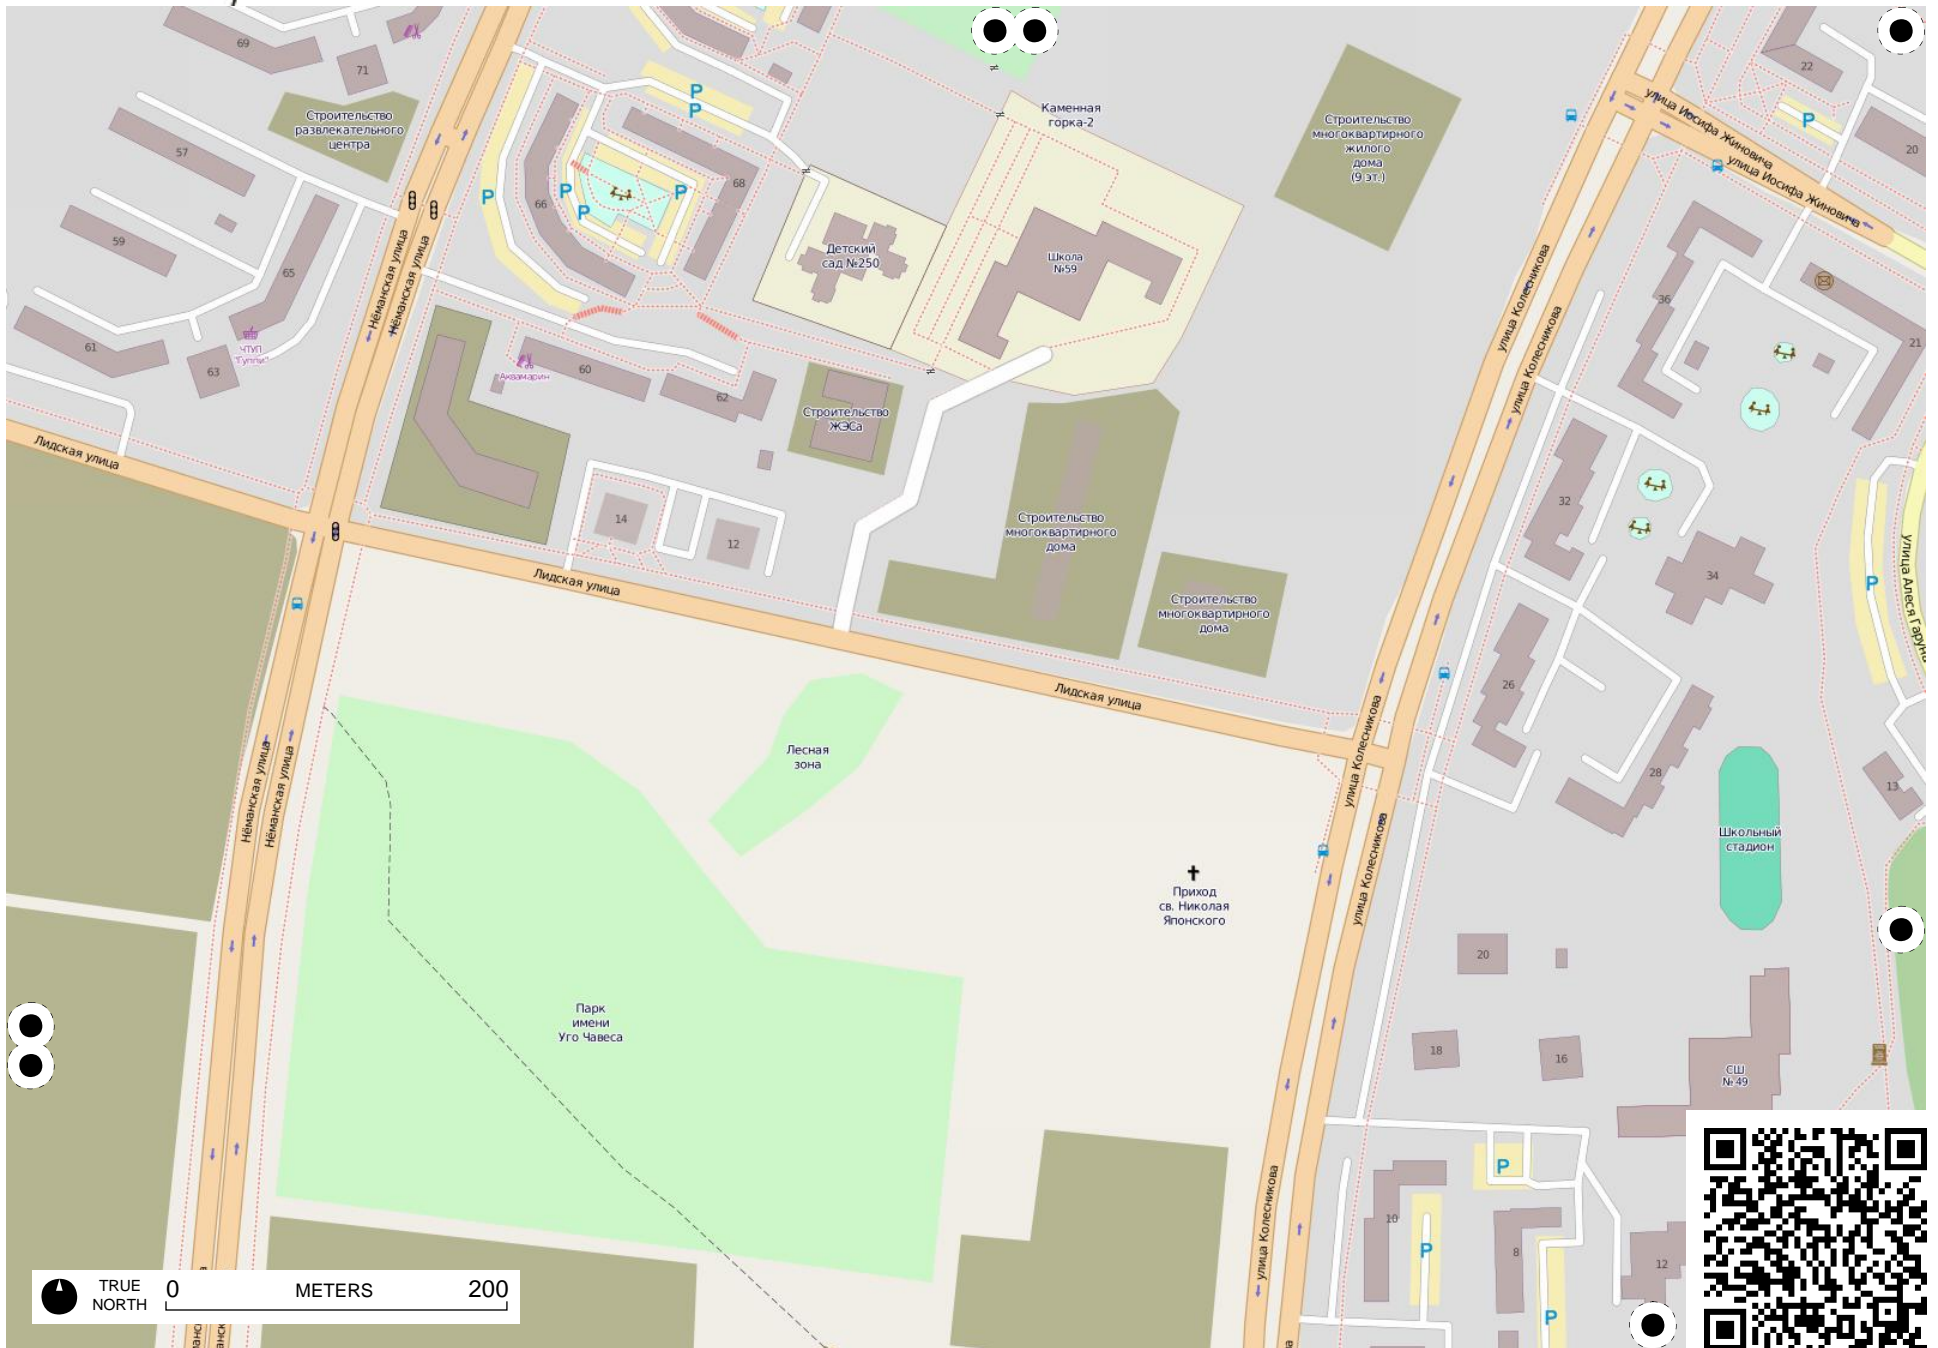 69
71
22
P
P
Строительство
развлекательного
центра
Каменная
горка-2
Строительство
многоквартирного
жилого
дома
(9 эт.)
улица Иосифа Жиновича
улица Иосифа Жиновича
P
20
57
66
68
P
P
P
P
59
65
Нёманская улица
Нёманская улица
Детский
сад №250
Школа
№59
улица Колесникова
улица Колесникова
36
21
61
63
ЧТУП
"Гуппи"
Аквамарин
60
62
Строительство
ЖЭСа
Лидская улица
14
12
Строительство
многоквартирного
дома
32
34
Лидская улица
Строительство
многоквартирного
дома
P
улица Алеся Гаруна
26
Лидская улица
28
13
Лесная
зона
Нёманская улица
Нёманская улица
улица Колесникова
улица Колесникова
Школьный
стадион
Приход
св. Николая
Японского
20
Парк
имени
Уго Чавеса
18
16
СШ
№49
P
10
8
12
P
P
улица Колесникова
TRUE
NORTH
0 METERS 200